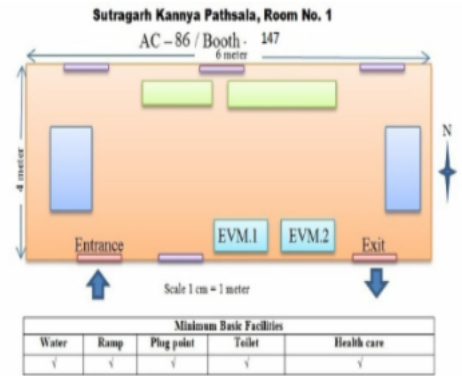 Sutragarh Kannya Pathsala, Room No. 1
AC – 86 / Booth - 147
6 meter
4 meter
N
EVM.1 EVM.2
Entrance Exit
Scale 1 cm = 1 meter
Minimum Basic Facilities
Water Ramp Plug point Toilet Health care
√ √ √ √ √